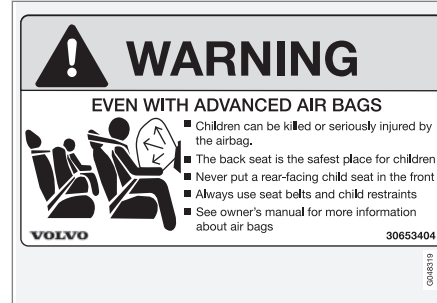 WARNING
EVEN WITH ADVANCED AIR BAGS
■ Children can be killed or seriously injured by
the airbag.
■ The back seat is the safest place for children
■ Never put a rear-facing child seat in the front
■ Always use seat belts and child restraints
■ See owner's manual for more information
about air bags
VOLVO
30653404
G048319